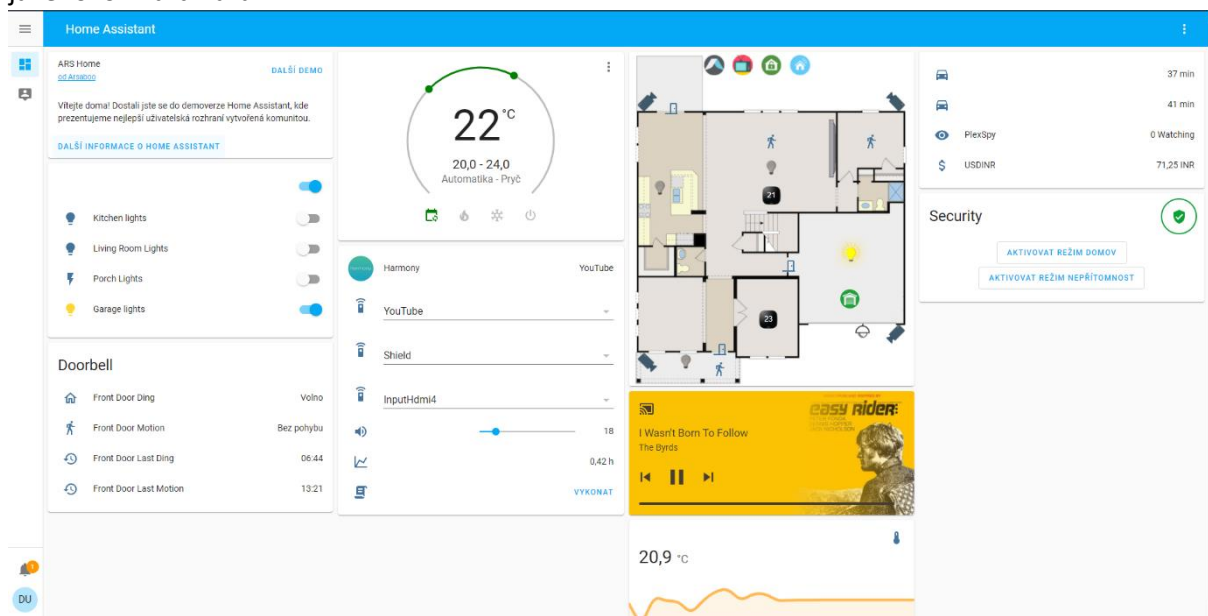 Home Assistant
ARS Home
od Arsaboo
DALŠÍ DEMO
Vítejte doma! Dostali jste se do demoverze Home Assistant, kde
prezentujeme nejlepší uživatelská rozhraní vytvořená komunitou.
DALŠÍ INFORMACE O HOME ASSISTANT
Kitchen lights
Living Room Lights
Porch Lights
Garage lights
Doorbell
Front Door Ding Volno
Front Door Motion Bez pohybu
Front Door Last Ding 06:44
Front Door Last Motion 13:21
DU
22 °C
20,0 - 24,0
Automatika - Pryč
Harmony YouTube
YouTube
Shield
InputHdmi4
18
0,42 h
VYKONAT
21
23
easy RideR
I Wasn't Born To Follow
The Byrds
20,9 °C
37 min
41 min
PlexSpy 0 Watching
USDINR 71,25 INR
Security
AKTIVOVAT REŽIM DOMOV
AKTIVOVAT REŽIM NEPŘÍTOMNOST